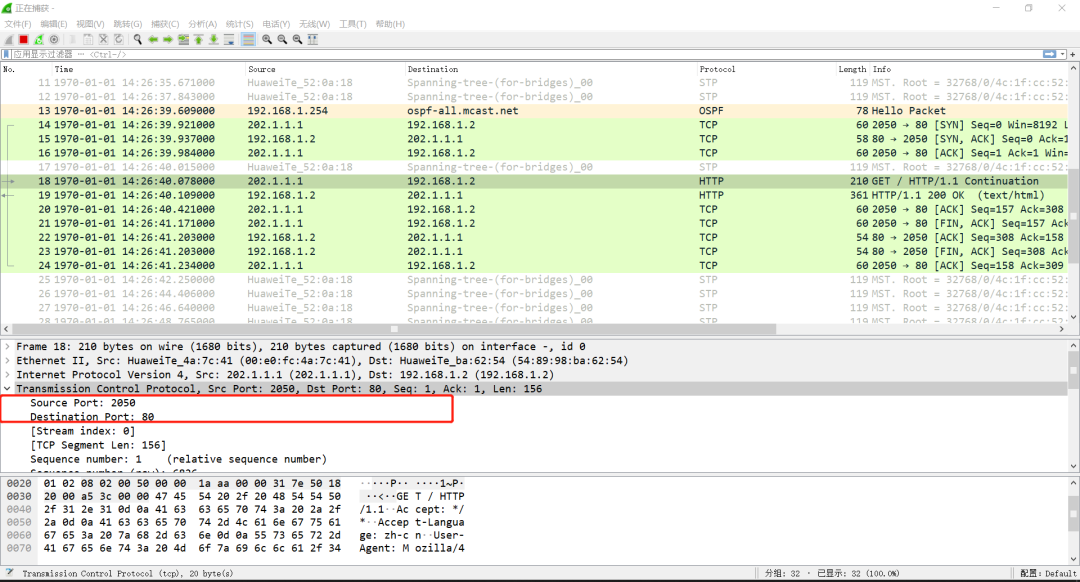 正在捕获 -
文件(F) 编辑(E) 视图(V) 跳转(G) 捕获(C) 分析(A) 统计(S) 电话(Y) 无线(W) 工具(T) 帮助(H)
应用显示过滤器 … <Ctrl-/>
No. Time Source Destination Protocol Length Info
11 1970-01-01 14:26:35.671000 HuaweiTe_52:0a:18 Spanning-tree-(for-bridges)_00 STP 119 MST. Root = 32768/0/4c:1f:cc:52:
12 1970-01-01 14:26:37.843000 HuaweiTe_52:0a:18 Spanning-tree-(for-bridges)_00 STP 119 MST. Root = 32768/0/4c:1f:cc:52:
13 1970-01-01 14:26:39.609000 192.168.1.254 ospf-all.mcast.net OSPF 78 Hello Packet
14 1970-01-01 14:26:39.921000 202.1.1.1 192.168.1.2 TCP 60 2050 → 80 [SYN] Seq=0 Win=8192 L
15 1970-01-01 14:26:39.937000 192.168.1.2 202.1.1.1 TCP 58 80 → 2050 [SYN, ACK] Seq=0 Ack=1
16 1970-01-01 14:26:39.984000 202.1.1.1 192.168.1.2 TCP 60 2050 → 80 [ACK] Seq=1 Ack=1 Win=
17 1970-01-01 14:26:40.015000 HuaweiTe_52:0a:18 Spanning-tree-(for-bridges)_00 STP 119 MST. Root = 32768/0/4c:1f:cc:52:
18 1970-01-01 14:26:40.078000 202.1.1.1 192.168.1.2 HTTP 210 GET / HTTP/1.1 Continuation
19 1970-01-01 14:26:40.109000 192.168.1.2 202.1.1.1 HTTP 361 HTTP/1.1 200 OK (text/html)
20 1970-01-01 14:26:40.421000 202.1.1.1 192.168.1.2 TCP 60 2050 → 80 [ACK] Seq=157 Ack=308
21 1970-01-01 14:26:41.171000 202.1.1.1 192.168.1.2 TCP 60 2050 → 80 [FIN, ACK] Seq=157 Ack
22 1970-01-01 14:26:41.203000 192.168.1.2 202.1.1.1 TCP 54 80 → 2050 [ACK] Seq=308 Ack=158
23 1970-01-01 14:26:41.203000 192.168.1.2 202.1.1.1 TCP 54 80 → 2050 [FIN, ACK] Seq=308 Ack
24 1970-01-01 14:26:41.234000 202.1.1.1 192.168.1.2 TCP 60 2050 → 80 [ACK] Seq=158 Ack=309
25 1970-01-01 14:26:42.250000 HuaweiTe_52:0a:18 Spanning-tree-(for-bridges)_00 STP 119 MST. Root = 32768/0/4c:1f:cc:52:
26 1970-01-01 14:26:44.406000 HuaweiTe_52:0a:18 Spanning-tree-(for-bridges)_00 STP 119 MST. Root = 32768/0/4c:1f:cc:52:
27 1970-01-01 14:26:46.640000 HuaweiTe_52:0a:18 Spanning-tree-(for-bridges)_00 STP 119 MST. Root = 32768/0/4c:1f:cc:52:
28 1970-01-01 14:26:48.765000 HuaweiTe_52:0a:18 Spanning-tree-(for-bridges)_00 STP 119 MST. Root = 32768/0/4c:1f:cc:52:
Frame 18: 210 bytes on wire (1680 bits), 210 bytes captured (1680 bits) on interface -, id 0
Ethernet II, Src: HuaweiTe_4a:7c:41 (00:e0:fc:4a:7c:41), Dst: HuaweiTe_ba:62:54 (54:89:98:ba:62:54)
Internet Protocol Version 4, Src: 202.1.1.1 (202.1.1.1), Dst: 192.168.1.2 (192.168.1.2)
Transmission Control Protocol, Src Port: 2050, Dst Port: 80, Seq: 1, Ack: 1, Len: 156
Source Port: 2050
Destination Port: 80
[Stream index: 0]
[TCP Segment Len: 156]
Sequence number: 1 (relative sequence number)
Sequence number (raw): 6826
0020 01 02 08 02 00 50 00 00 1a aa 00 00 31 7e 50 18 ·····P·· ····1~P·
0030 20 00 a5 3c 00 00 47 45 54 20 2f 20 48 54 54 50 ··<··GE T / HTTP
0040 2f 31 2e 31 0d 0a 41 63 63 65 70 74 3a 20 2a 2f /1.1··Ac cept: */
0050 2a 0d 0a 41 63 63 65 70 74 2d 4c 61 6e 67 75 61 *··Accep t-Langua
0060 67 65 3a 20 7a 68 2d 63 6e 0d 0a 55 73 65 72 2d ge: zh-c n··User-
0070 41 67 65 6e 74 3a 20 4d 6f 7a 69 6c 6c 61 2f 34 Agent: M ozilla/4
Transmission Control Protocol (tcp), 20 byte(s) 分组: 32 · 已显示: 32 (100.0%) 配置: Default